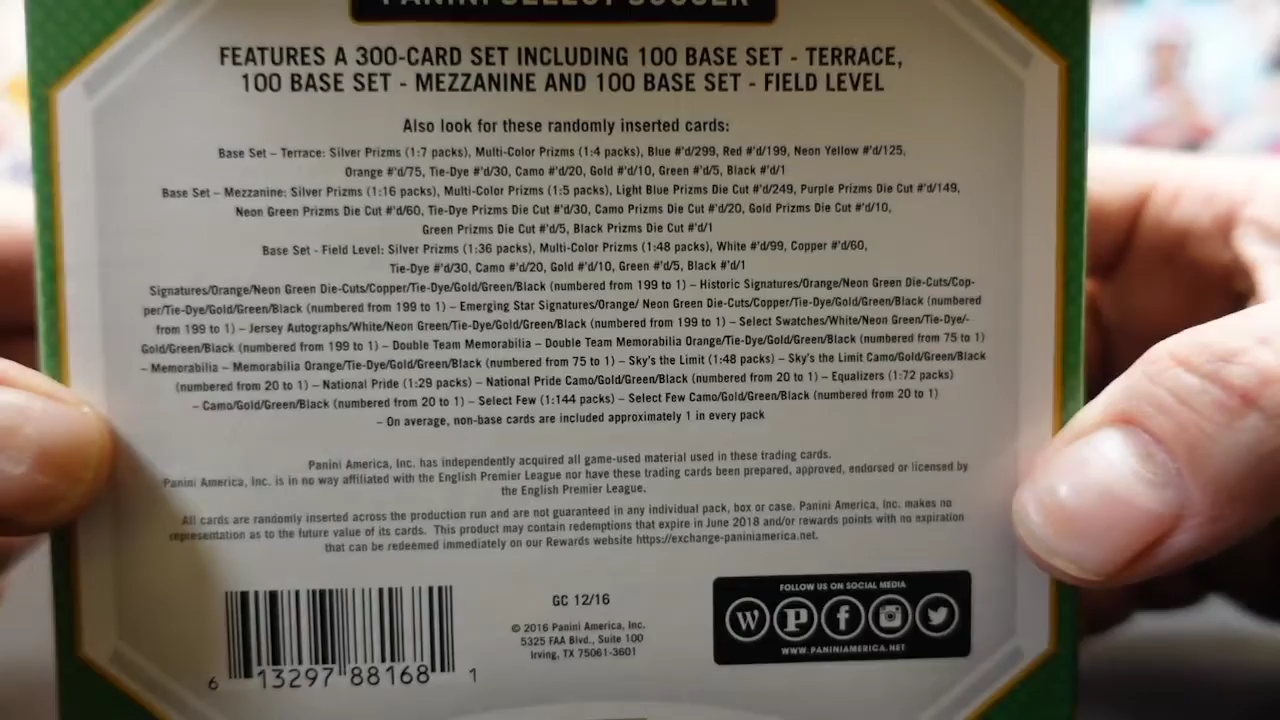 PANINI SELECT SOCCER
FEATURES A 300-CARD SET INCLUDING 100 BASE SET - TERRACE,
100 BASE SET - MEZZANINE AND 100 BASE SET - FIELD LEVEL
Also look for these randomly inserted cards:
Base Set – Terrace: Silver Prizms (1:7 packs), Multi-Color Prizms (1:4 packs), Blue #'d/299, Red #'d/199, Neon Yellow #'d/125,
Orange #'d/75, Tie-Dye #'d/30, Camo #'d/20, Gold #'d/10, Green #'d/5, Black #'d/1
Base Set – Mezzanine: Silver Prizms (1:16 packs), Multi-Color Prizms (1:5 packs), Light Blue Prizms Die Cut #'d/249, Purple Prizms Die Cut #'d/149,
Neon Green Prizms Die Cut #'d/60, Tie-Dye Prizms Die Cut #'d/30, Camo Prizms Die Cut #'d/20, Gold Prizms Die Cut #'d/10,
Green Prizms Die Cut #'d/5, Black Prizms Die Cut #'d/1
Base Set - Field Level: Silver Prizms (1:36 packs), Multi-Color Prizms (1:48 packs), White #'d/99, Copper #'d/60,
Tie-Dye #'d/30, Camo #'d/20, Gold #'d/10, Green #'d/5, Black #'d/1
Signatures/Orange/Neon Green Die-Cuts/Copper/Tie-Dye/Gold/Green/Black (numbered from 199 to 1) – Historic Signatures/Orange/Neon Green Die-Cuts/Cop-
per/Tie-Dye/Gold/Green/Black (numbered from 199 to 1) – Emerging Star Signatures/Orange/ Neon Green Die-Cuts/Copper/Tie-Dye/Gold/Green/Black (numbered
from 199 to 1) – Jersey Autographs/White/Neon Green/Tie-Dye/Gold/Green/Black (numbered from 199 to 1) – Select Swatches/White/Neon Green/Tie-Dye/-
Gold/Green/Black (numbered from 199 to 1) – Double Team Memorabilia – Double Team Memorabilia Orange/Tie-Dye/Gold/Green/Black (numbered from 75 to 1)
– Memorabilia – Memorabilia Orange/Tie-Dye/Gold/Green/Black (numbered from 75 to 1) – Sky's the Limit (1:48 packs) – Sky's the Limit Camo/Gold/Green/Black
(numbered from 20 to 1) – National Pride (1:29 packs) – National Pride Camo/Gold/Green/Black (numbered from 20 to 1) – Equalizers (1:72 packs)
– Camo/Gold/Green/Black (numbered from 20 to 1) – Select Few (1:144 packs) – Select Few Camo/Gold/Green/Black (numbered from 20 to 1)
– On average, non-base cards are included approximately 1 in every pack
Panini America, Inc. has independently acquired all game-used material used in these trading cards.
Panini America, Inc. is in no way affiliated with the English Premier League nor have these trading cards been prepared, approved, endorsed or licensed by
the English Premier League.
All cards are randomly inserted across the production run and are not guaranteed in any individual pack, box or case. Panini America, Inc. makes no
representation as to the future value of its cards. This product may contain redemptions that expire in June 2018 and/or rewards points with no expiration
that can be redeemed immediately on our Rewards website https://exchange-paniniamerica.net.
GC 12/16
© 2016 Panini America, Inc.
5325 FAA Blvd., Suite 100
Irving, TX 75061-3601
FOLLOW US ON SOCIAL MEDIA
WWW.PANINIAMERICA.NET
6 13297 88168 1